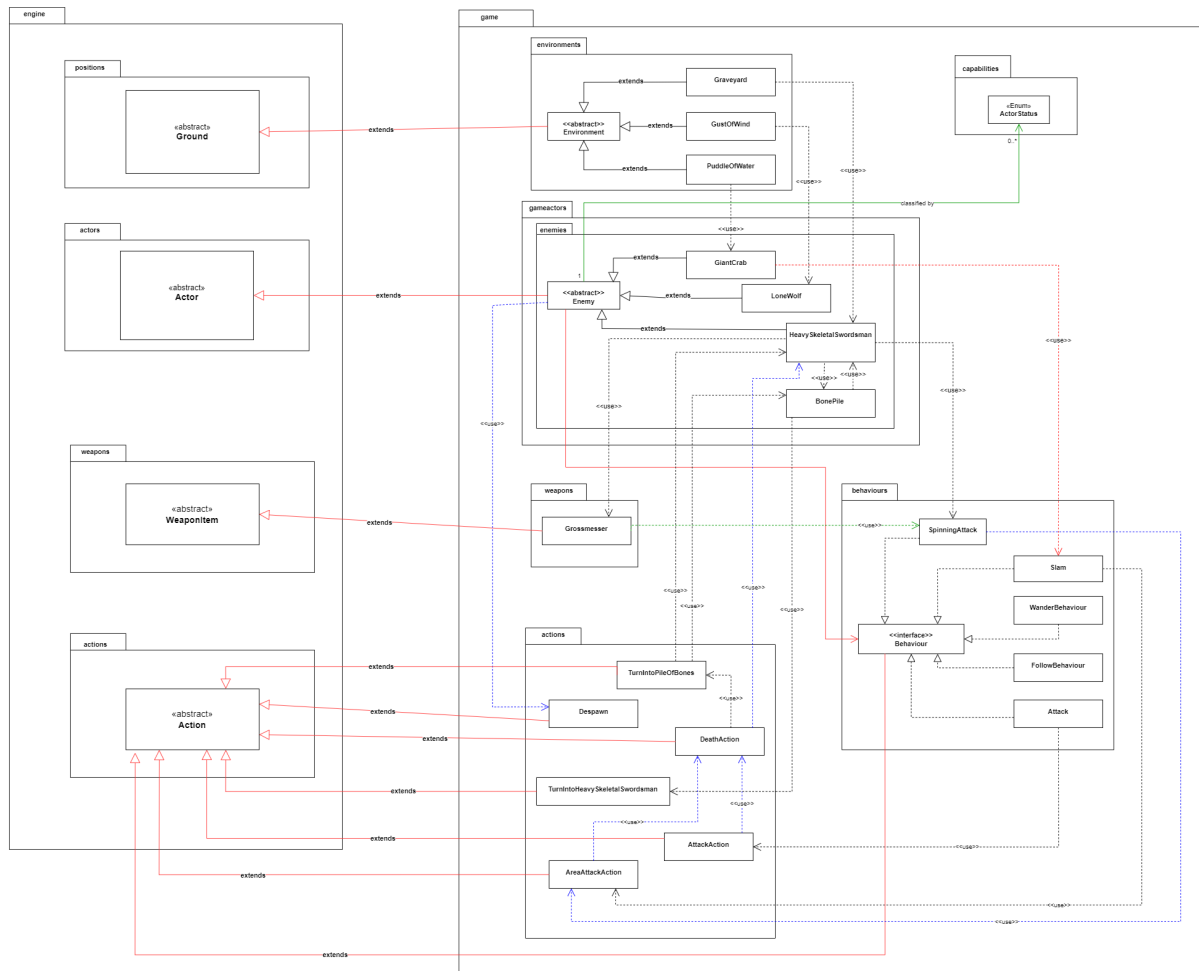 engine
game
environments
positions
capabilities
Graveyard
extends
«Enum»
ActorStatus
«abstract»
Ground
extends
<<abstract>>
Environment
extends
GustOfWind
0..*
<<use>>
<<use>>
PuddleOfWater
extends
gameactors
classified by
actors
enemies
<<use>>
extends
GiantCrab
1
«abstract»
Actor
extends
<<abstract>>
Enemy
extends
LoneWolf
extends
HeavySkeletalSwordsman
<<use>>
<<use>>
<<use>>
<<use>>
BonePile
<<use>>
<<use>>
<<use>>
weapons
weapons
behaviours
«abstract»
WeaponItem
extends
Grossmesser
<<use>>
SpinningAttack
Slam
<<use>>
<<use>>
<<use>>
<<use>>
WanderBehaviour
actions
actions
<<interface>>
Behaviour
extends
TurnIntoPileOfBones
FollowBehaviour
<<use>>
«abstract»
Action
extends
Despawn
Attack
extends
DeathAction
extends
TurnIntoHeavySkeletalSwordsman
<<use>>
<<use>>
extends
AttackAction
<<use>>
extends
AreaAttackAction
<<use>>
<<use>>
extends